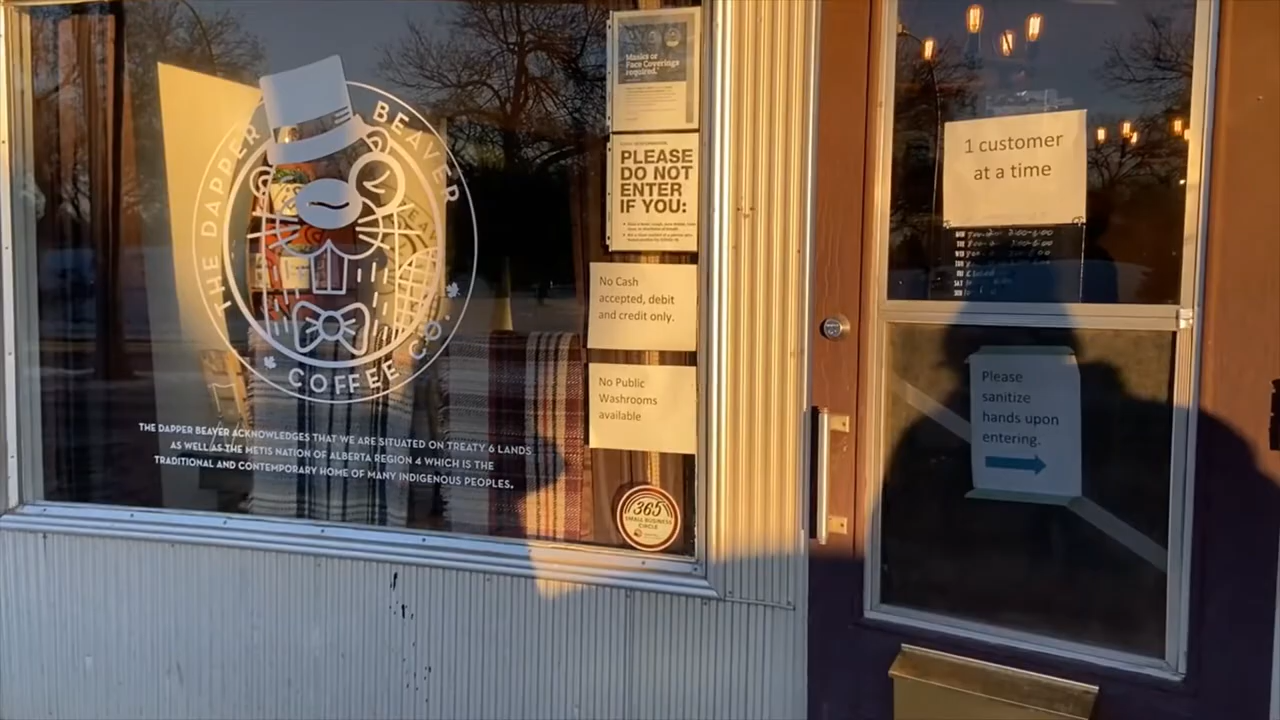 THE DAPPER BEAVER
COFFEE CO.
THE DAPPER BEAVER ACKNOWLEDGES THAT WE ARE SITUATED ON TREATY 6 LANDS
AS WELL AS THE METIS NATION OF ALBERTA REGION 4 WHICH IS THE
TRADITIONAL AND CONTEMPORARY HOME OF MANY INDIGENOUS PEOPLES.
Masks or
Face Coverings
required.
PLEASE
DO NOT
ENTER
IF YOU:
No Cash
accepted, debit
and credit only.
No Public
Washrooms
available
365
SMALL BUSINESS
CIRCLE
1 customer
at a time
Please
sanitize
hands upon
entering.